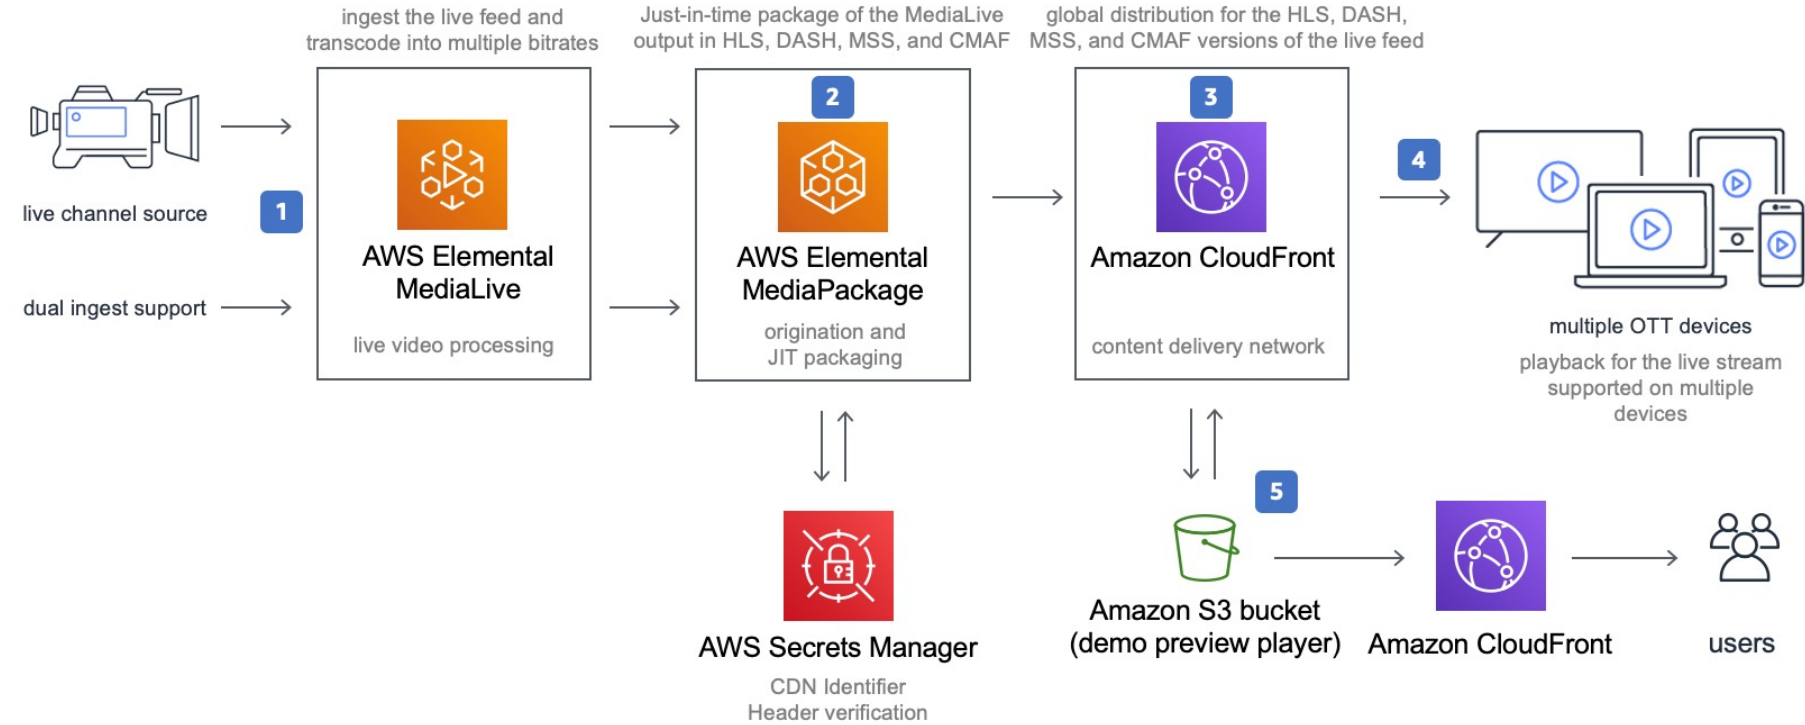 ingest the live feed and
transcode into multiple bitrates
Just-in-time package of the MediaLive
output in HLS, DASH, MSS, and CMAF
global distribution for the HLS, DASH,
MSS, and CMAF versions of the live feed
live channel source
dual ingest support
1
AWS Elemental
MediaLive
live video processing
2
AWS Elemental
MediaPackage
origination and
JIT packaging
3
Amazon CloudFront
content delivery network
4
multiple OTT devices
playback for the live stream
supported on multiple
devices
AWS Secrets Manager
CDN Identifier
Header verification
5
Amazon S3 bucket
(demo preview player)
Amazon CloudFront
users